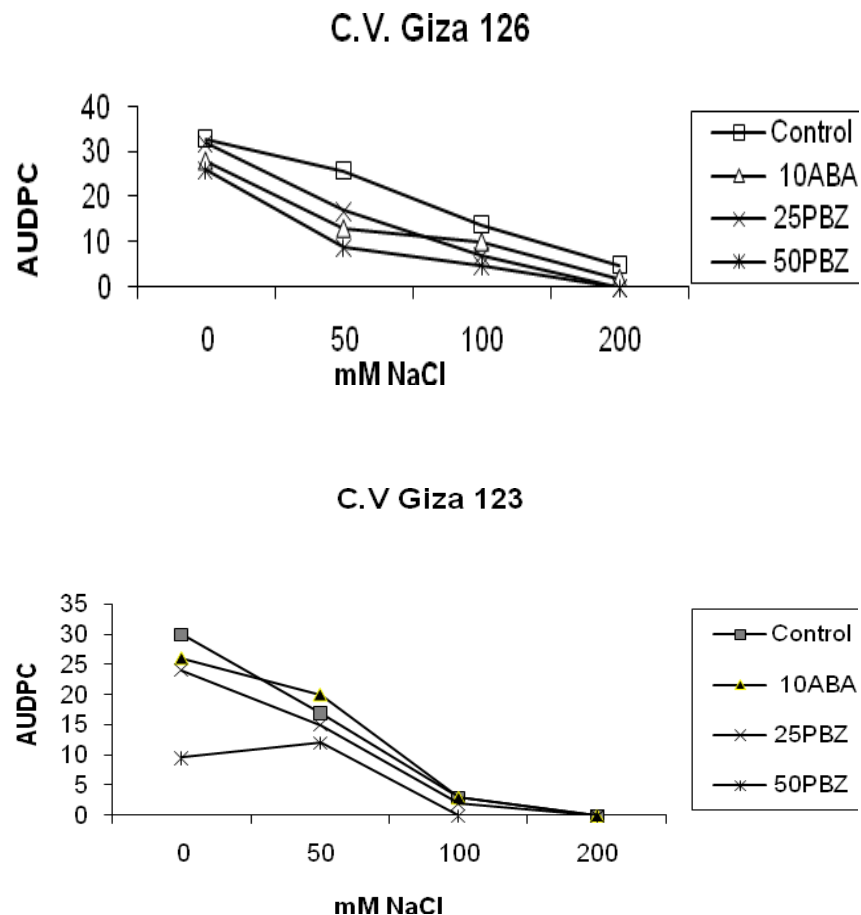 C.V. Giza 126
40
30
20
10
0
AUDPC
0 50 100 200
mM NaCl
Control
10ABA
25PBZ
50PBZ
C.V Giza 123
35
30
25
20
15
10
5
0
AUDPC
0 50 100 200
mM NaCl
Control
10ABA
25PBZ
50PBZ